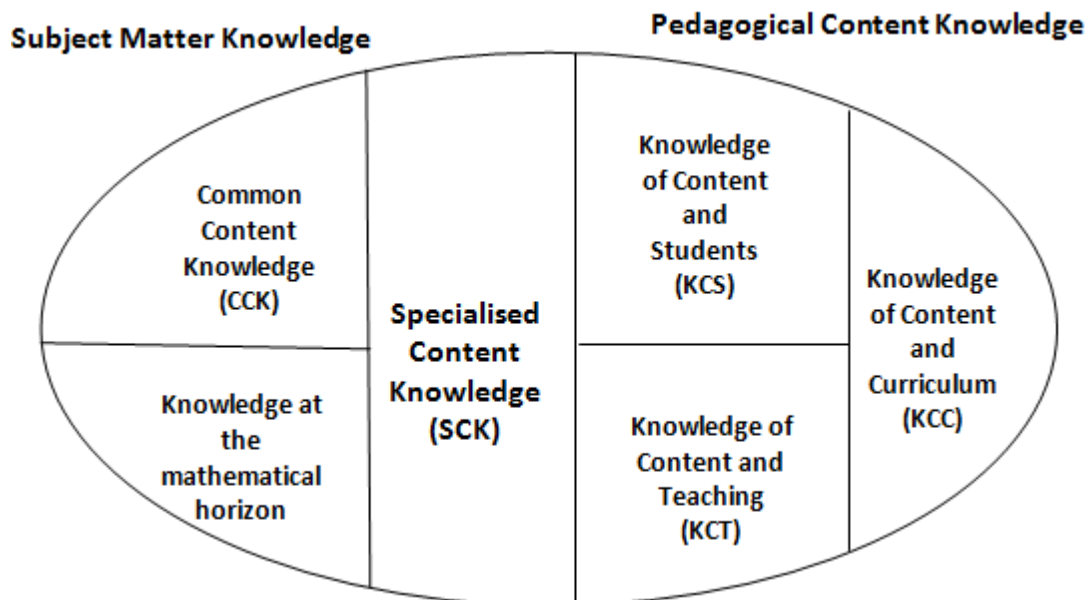 Subject Matter Knowledge
Pedagogical Content Knowledge
Common
Content
Knowledge
(CCK)
Knowledge at
the
mathematical
horizon
Specialised
Content
Knowledge
(SCK)
Knowledge
of Content
and
Students
(KCS)
Knowledge of
Content and
Teaching
(KCT)
Knowledge
of Content
and
Curriculum
(KCC)